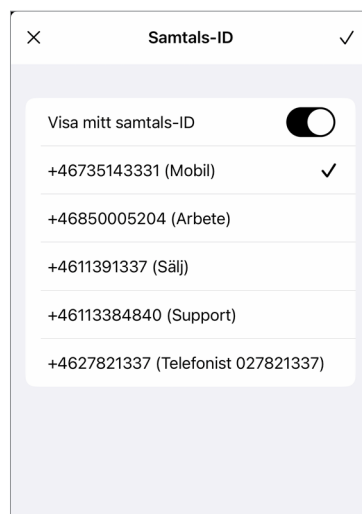 Samtals-ID
Visa mitt samtals-ID
+46735143331 (Mobil)
+46850005204 (Arbete)
+4611391337 (Sälj)
+46113384840 (Support)
+4627821337 (Telefonist 027821337)